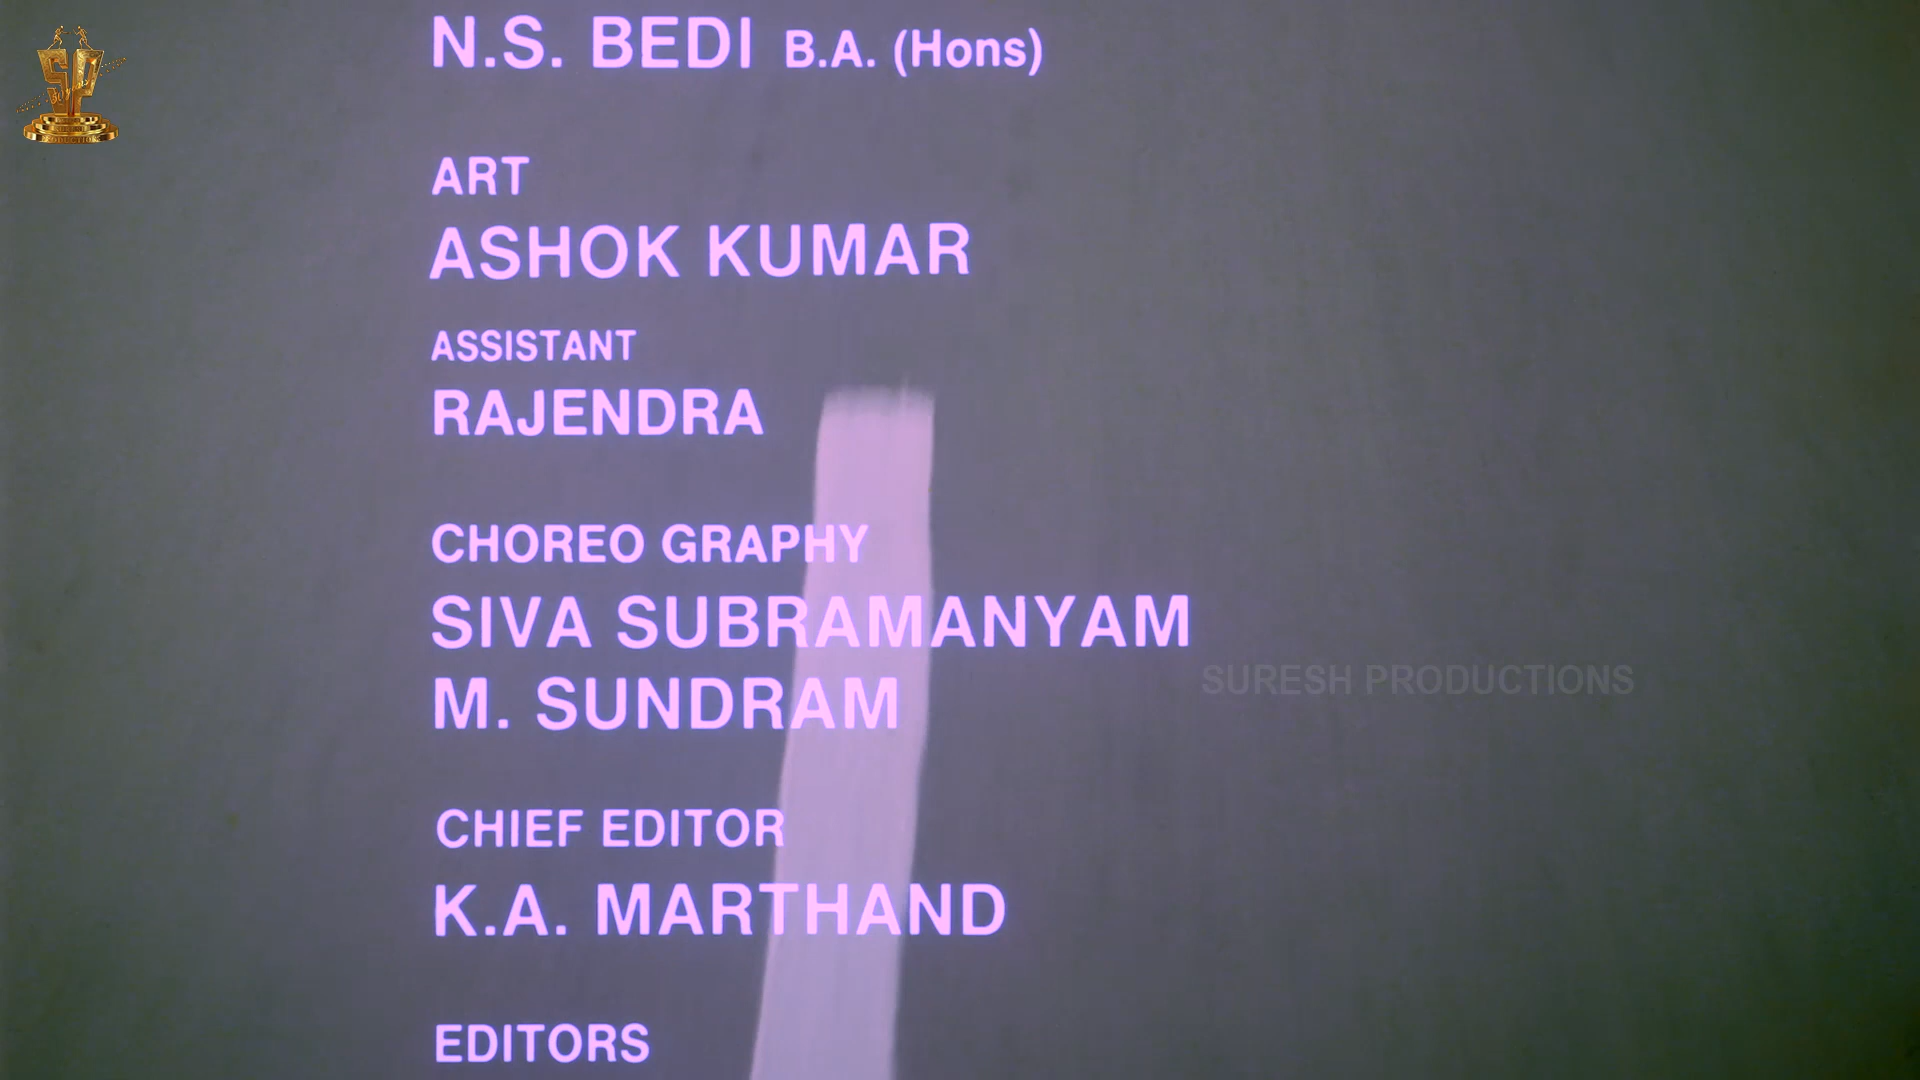 N.S. BEDI B.A. (Hons)
ART
ASHOK KUMAR
ASSISTANT
RAJENDRA
CHOREO GRAPHY
SIVA SUBRAMANYAM
M. SUNDRAM
SURESH PRODUCTIONS
CHIEF EDITOR
K.A. MARTHAND
EDITORS